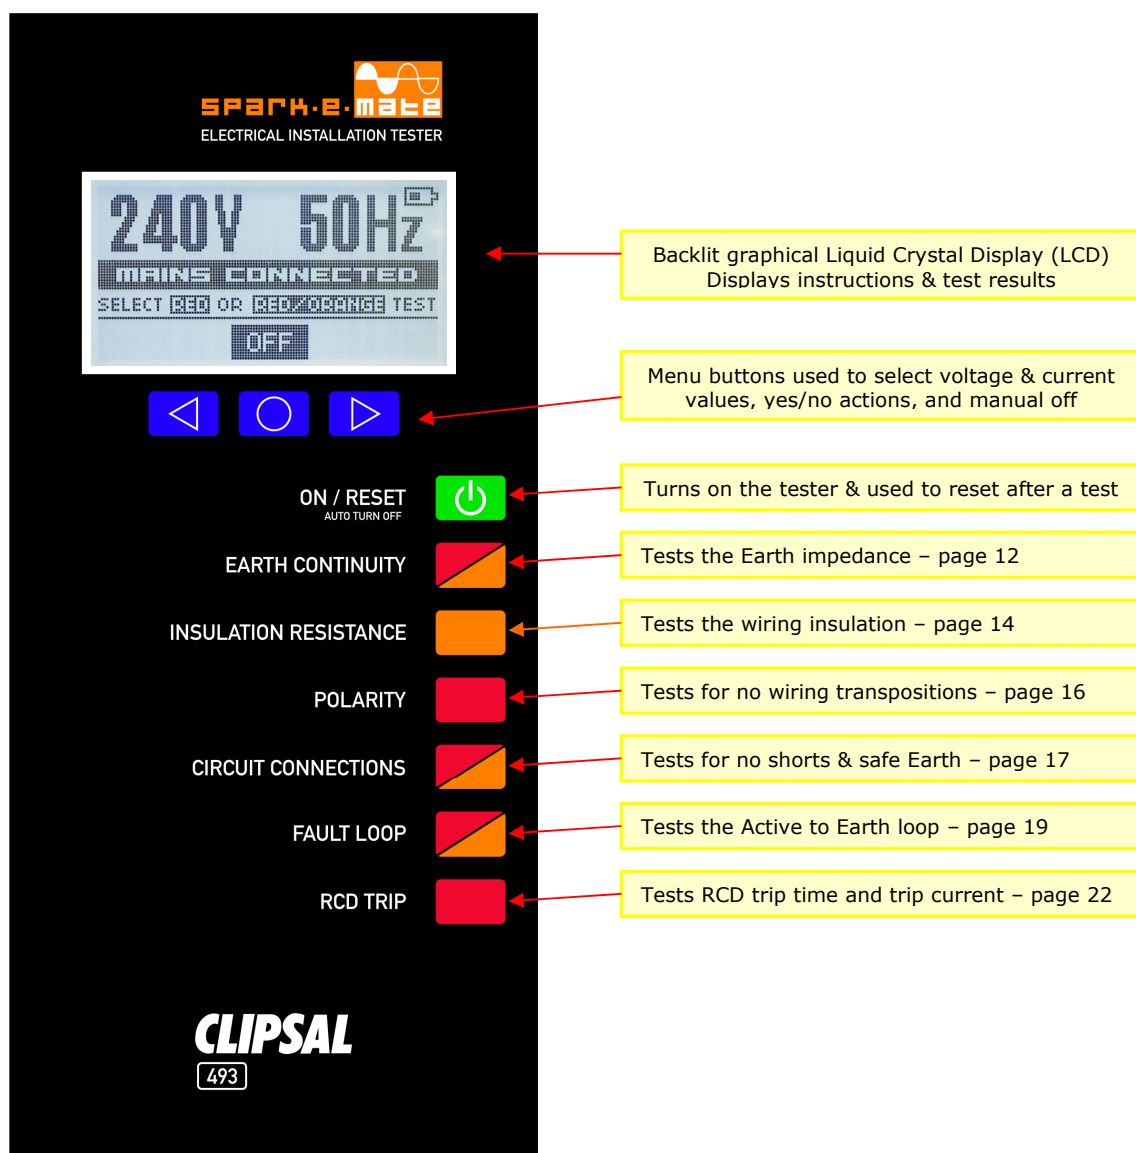 spark·e·mate
ELECTRICAL INSTALLATION TESTER
240V 50Hz
MAINS CONNECTED
SELECT RED OR RED/ORANGE TEST
OFF
Backlit graphical Liquid Crystal Display (LCD)
Displays instructions & test results
Menu buttons used to select voltage & current
values, yes/no actions, and manual off
ON / RESET
AUTO TURN OFF
Turns on the tester & used to reset after a test
EARTH CONTINUITY
Tests the Earth impedance – page 12
INSULATION RESISTANCE
Tests the wiring insulation – page 14
POLARITY
Tests for no wiring transpositions – page 16
CIRCUIT CONNECTIONS
Tests for no shorts & safe Earth – page 17
FAULT LOOP
Tests the Active to Earth loop – page 19
RCD TRIP
Tests RCD trip time and trip current – page 22
CLIPSAL
493